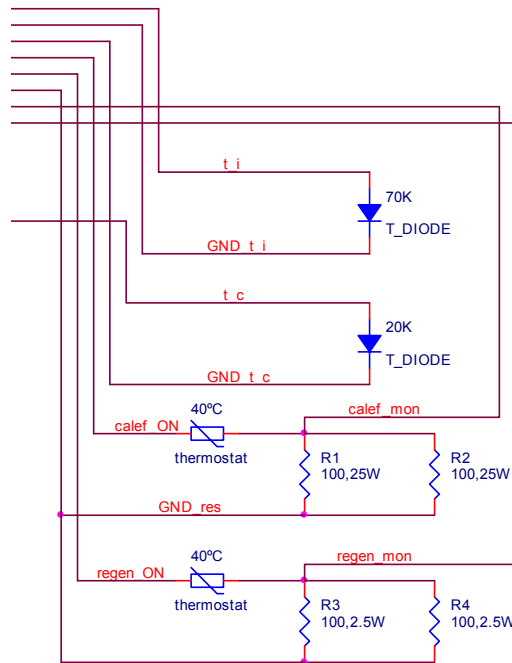 t_i
70K
T_DIODE
GND_t_i
t_c
20K
T_DIODE
GND_t_c
40ºC
calef_mon
calef_ON
thermostat
R1
100,25W
R2
100,25W
GND_res
40ºC
regen_mon
regen_ON
thermostat
R3
100,2.5W
R4
100,2.5W